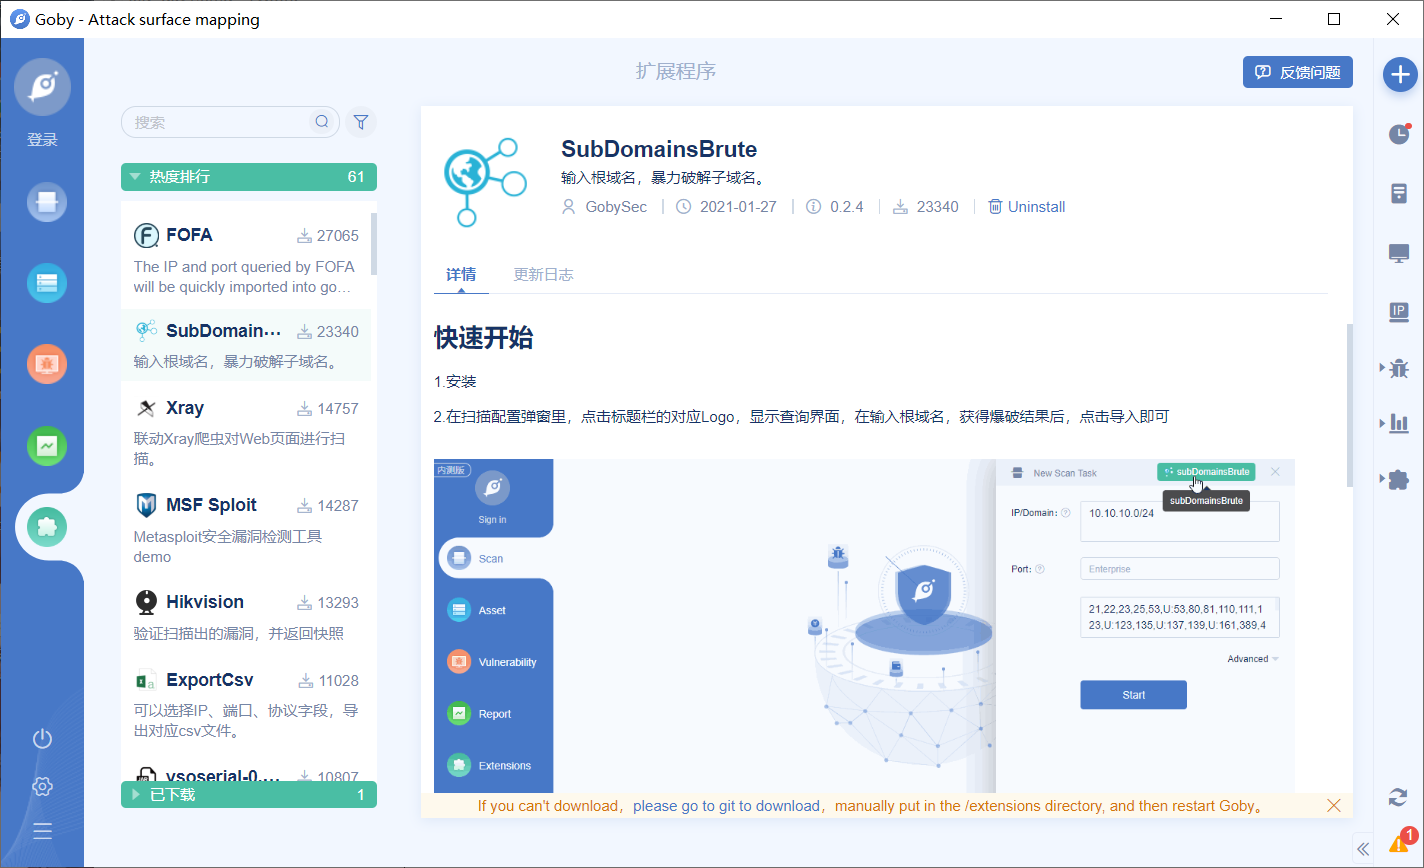 Goby - Attack surface mapping
登录
扩展程序
反馈问题
搜索
热度排行 61
FOFA 27065
The IP and port queried by FOFA
will be quickly imported into go...
SubDomain... 23340
输入根域名，暴力破解子域名。
Xray 14757
联动Xray爬虫对Web页面进行扫
描。
MSF Sploit 14287
Metasploit安全漏洞检测工具
demo
Hikvision 13293
验证扫描出的漏洞，并返回快照
ExportCsv 11028
可以选择IP、端口、协议字段，导
出对应csv文件。
ysoserial-0.... 10807
已下载 1
SubDomainsBrute
输入根域名，暴力破解子域名。
GobySec 2021-01-27 0.2.4 23340 Uninstall
详情 更新日志
快速开始
1.安装
2.在扫描配置弹窗里，点击标题栏的对应Logo，显示查询界面，在输入根域名，获得爆破结果后，点击导入即可
内测版
Sign in
Scan
Asset
Vulnerability
Report
Extensions
New Scan Task
subDomainsBrute
subDomainsBrute
IP/Domain:
10.10.10.0/24
Port:
Enterprise
21,22,23,25,53,U:53,80,81,110,111,1
23,U:123,135,U:137,139,U:161,389,4
Advanced
Start
If you can't download，please go to git to download，manually put in the /extensions directory, and then restart Goby。
IP
1